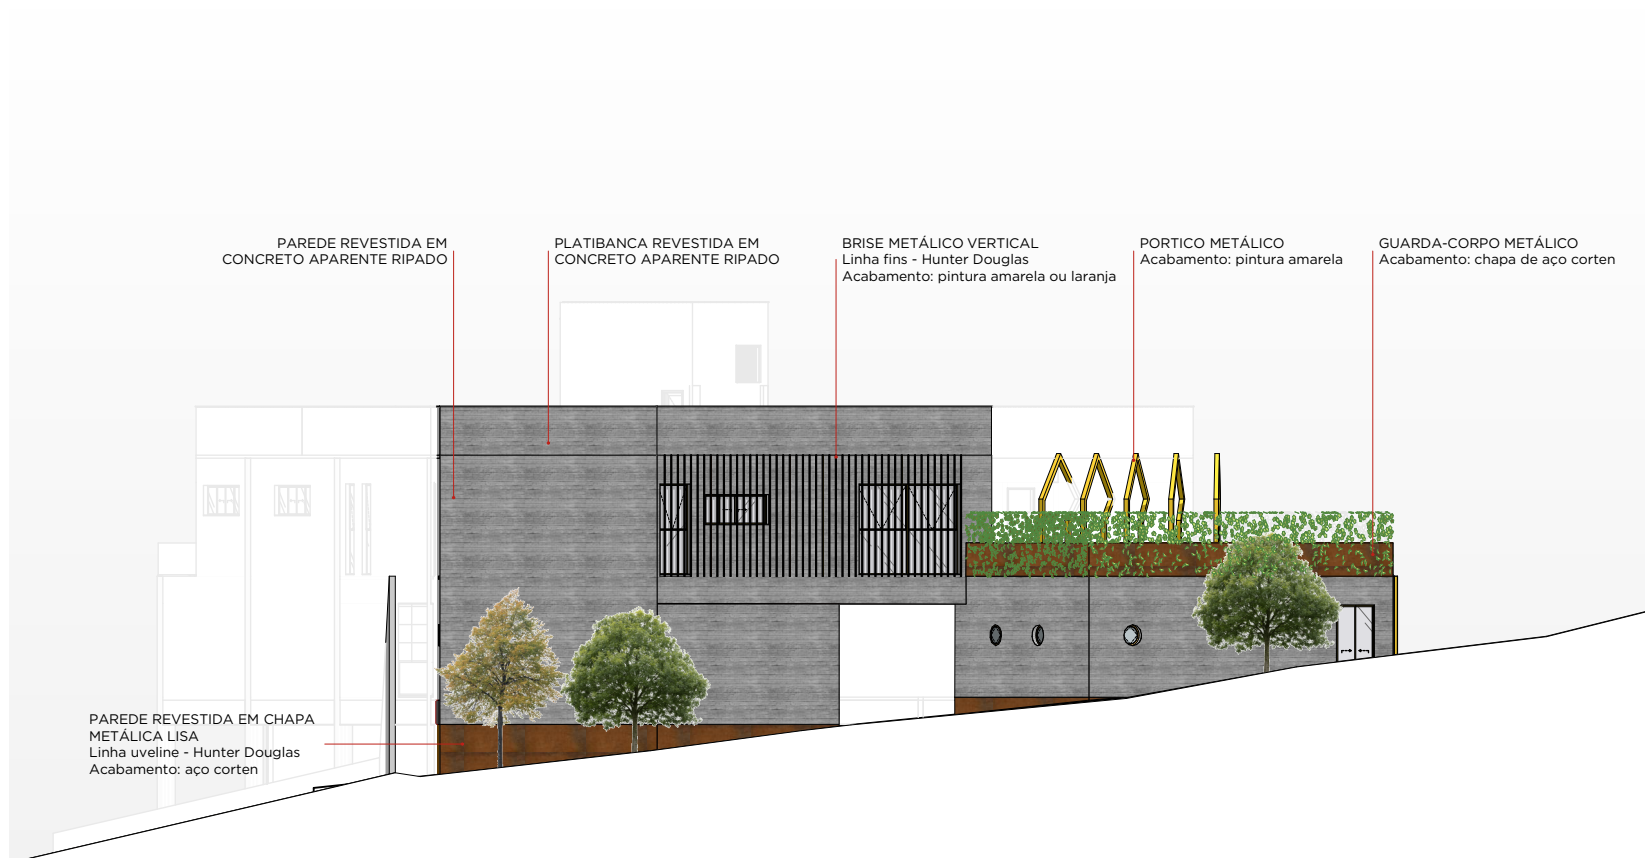 PAREDE REVESTIDA EM
CONCRETO APARENTE RIPADO
PLATIBANCA REVESTIDA EM
CONCRETO APARENTE RIPADO
BRISE METÁLICO VERTICAL
Linha fins - Hunter Douglas
Acabamento: pintura amarela ou laranja
PORTICO METÁLICO
Acabamento: pintura amarela
GUARDA-CORPO METÁLICO
Acabamento: chapa de aço corten
PAREDE REVESTIDA EM CHAPA
METÁLICA LISA
Linha uveline - Hunter Douglas
Acabamento: aço corten